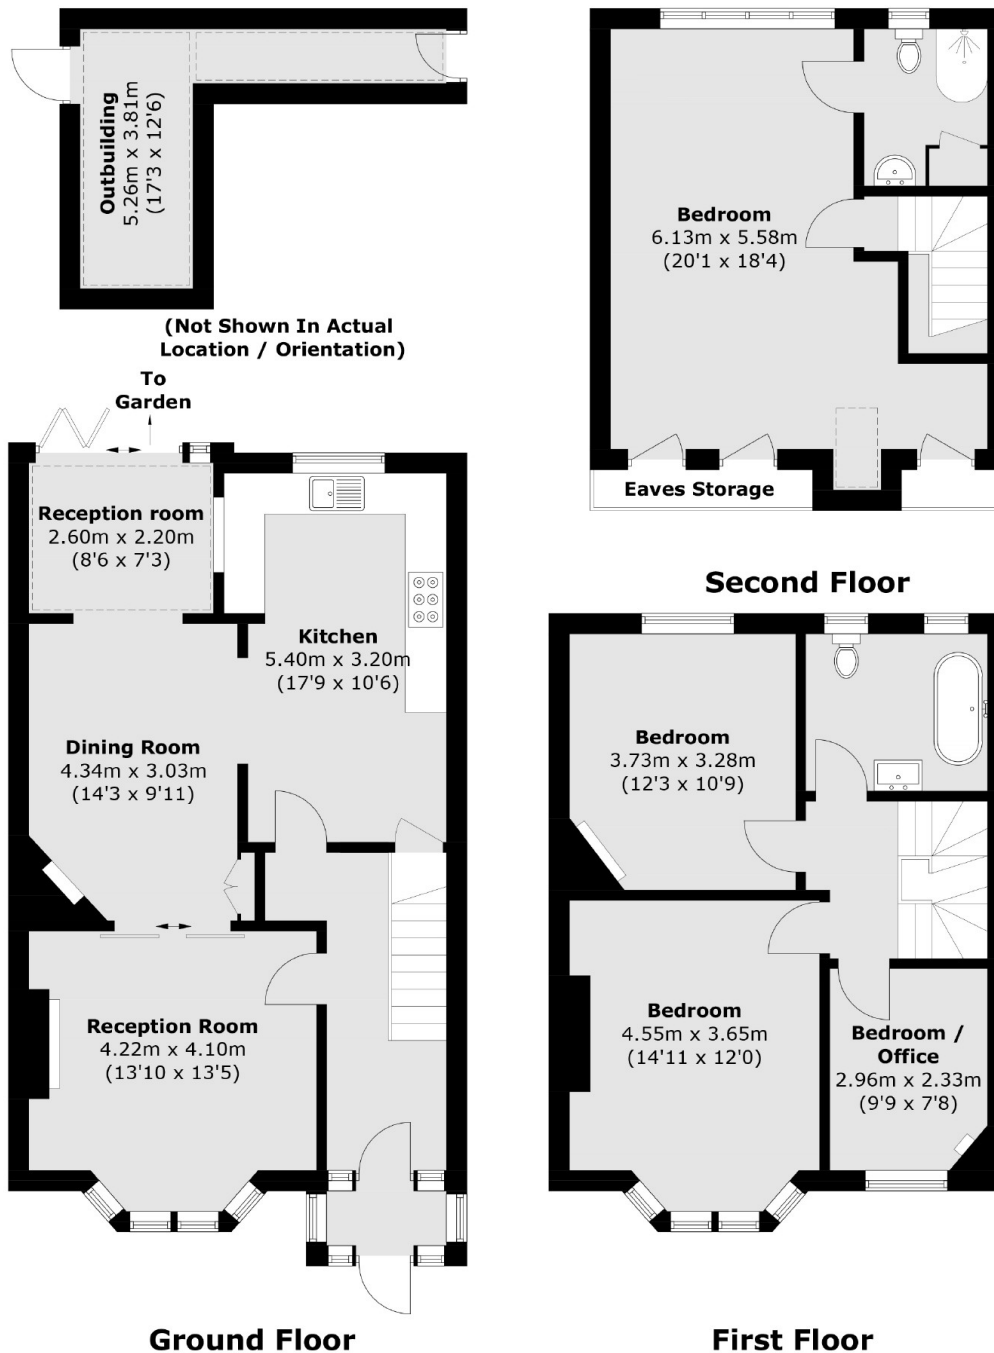 Outbuilding
5.26m x 3.81m
(17'3 x 12'6)
(Not Shown In Actual
Location / Orientation)
To
Garden
Reception room
2.60m x 2.20m
(8'6 x 7'3)
Kitchen
5.40m x 3.20m
(17'9 x 10'6)
Dining Room
4.34m x 3.03m
(14'3 x 9'11)
Reception Room
4.22m x 4.10m
(13'10 x 13'5)
Ground Floor
Bedroom
6.13m x 5.58m
(20'1 x 18'4)
Eaves Storage
Second Floor
Bedroom
3.73m x 3.28m
(12'3 x 10'9)
Bedroom
4.55m x 3.65m
(14'11 x 12'0)
Bedroom /
Office
2.96m x 2.33m
(9'9 x 7'8)
First Floor